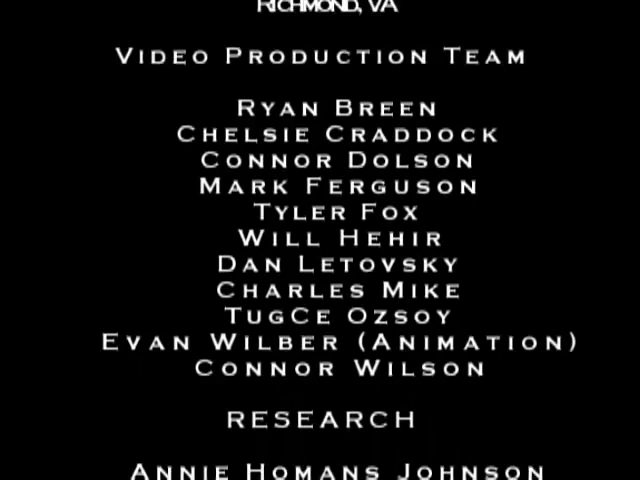 RICHMOND, VA
VIDEO PRODUCTION TEAM
RYAN BREEN
CHELSIE CRADDOCK
CONNOR DOLSON
MARK FERGUSON
TYLER FOX
WILL HEHIR
DAN LETOVSKY
CHARLES MIKE
TUGCE OZSOY
EVAN WILBER (ANIMATION)
CONNOR WILSON
RESEARCH
ANNIE HOMANS JOHNSON